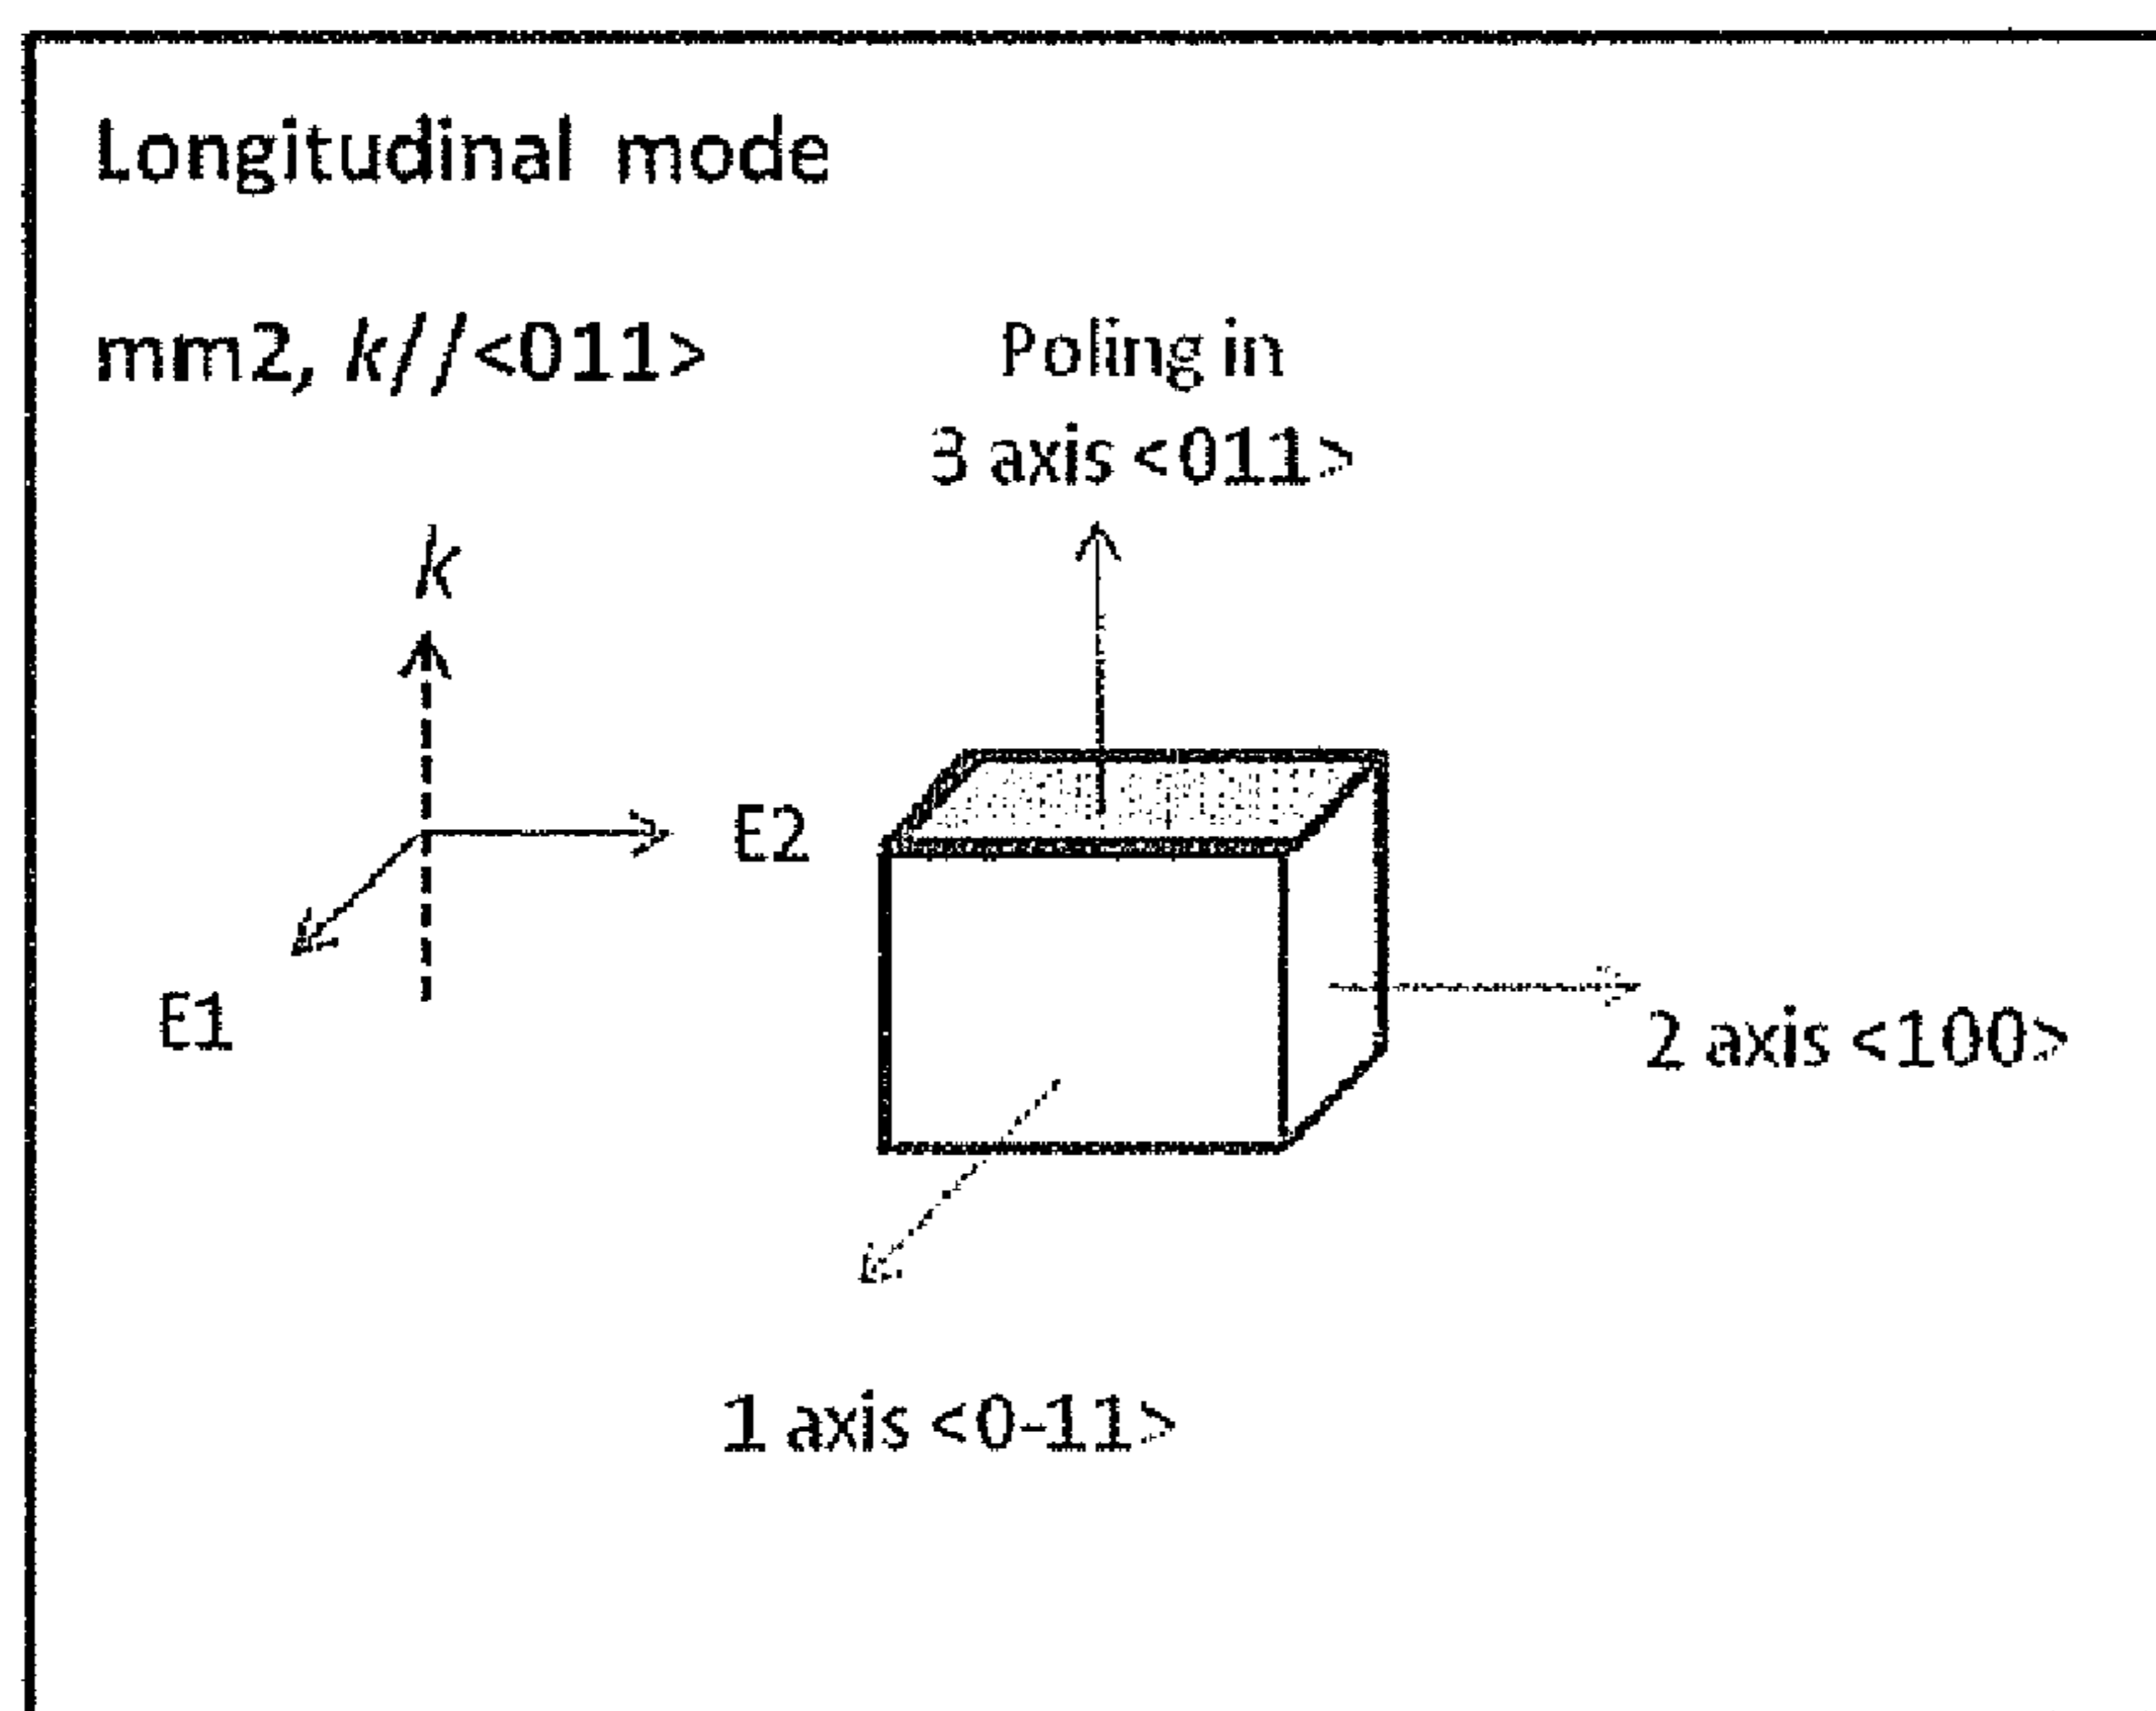 Longitudinal mode
mm2, k//<011>
Poling in
3 axis <011>
k
E2
E1
2 axis <100>
1 axis <0-11>